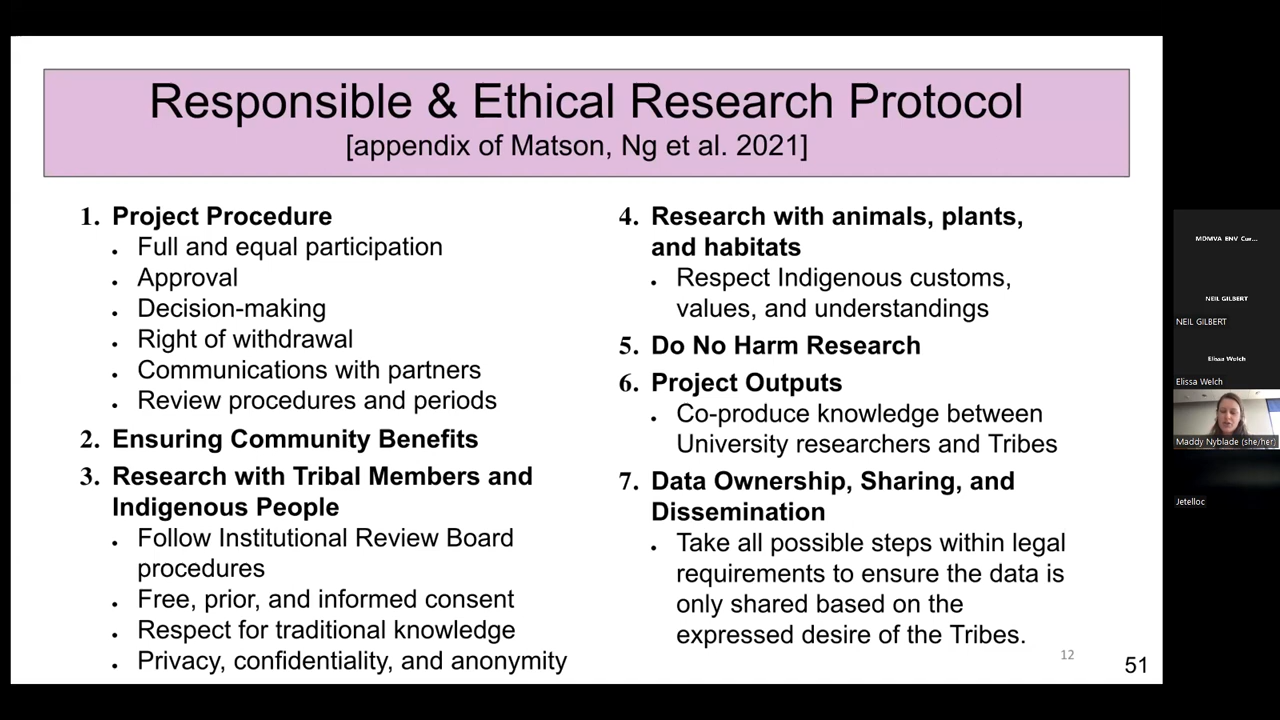 Responsible & Ethical Research Protocol
[appendix of Matson, Ng et al. 2021]
1. Project Procedure
• Full and equal participation
• Approval
• Decision-making
• Right of withdrawal
• Communications with partners
• Review procedures and periods
2. Ensuring Community Benefits
3. Research with Tribal Members and
Indigenous People
• Follow Institutional Review Board
procedures
• Free, prior, and informed consent
• Respect for traditional knowledge
• Privacy, confidentiality, and anonymity
4. Research with animals, plants,
and habitats
• Respect Indigenous customs,
values, and understandings
5. Do No Harm Research
6. Project Outputs
• Co-produce knowledge between
University researchers and Tribes
7. Data Ownership, Sharing, and
Dissemination
• Take all possible steps within legal
requirements to ensure the data is
only shared based on the
expressed desire of the Tribes.
12
51
MDMVA ENV Cur...
NEIL GILBERT
NEIL GILBERT
Elissa Welch
Elissa Welch
Maddy Nyblade (she/her)
Jetelloc